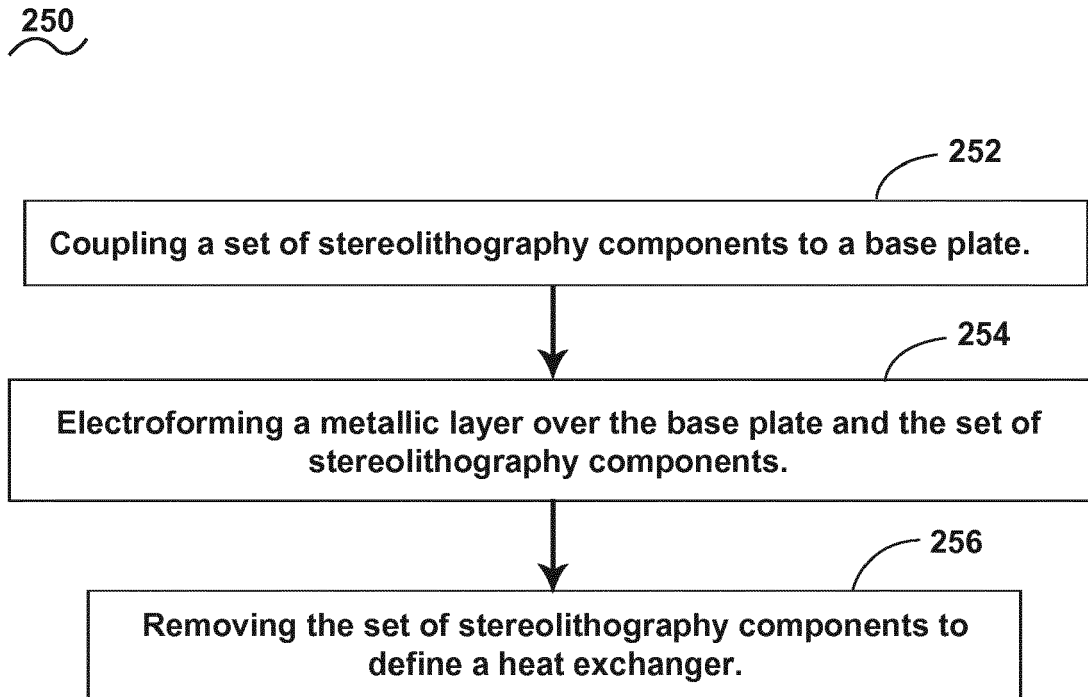 250
252
Coupling a set of stereolithography components to a base plate.
254
Electroforming a metallic layer over the base plate and the set of
stereolithography components.
256
Removing the set of stereolithography components to
define a heat exchanger.